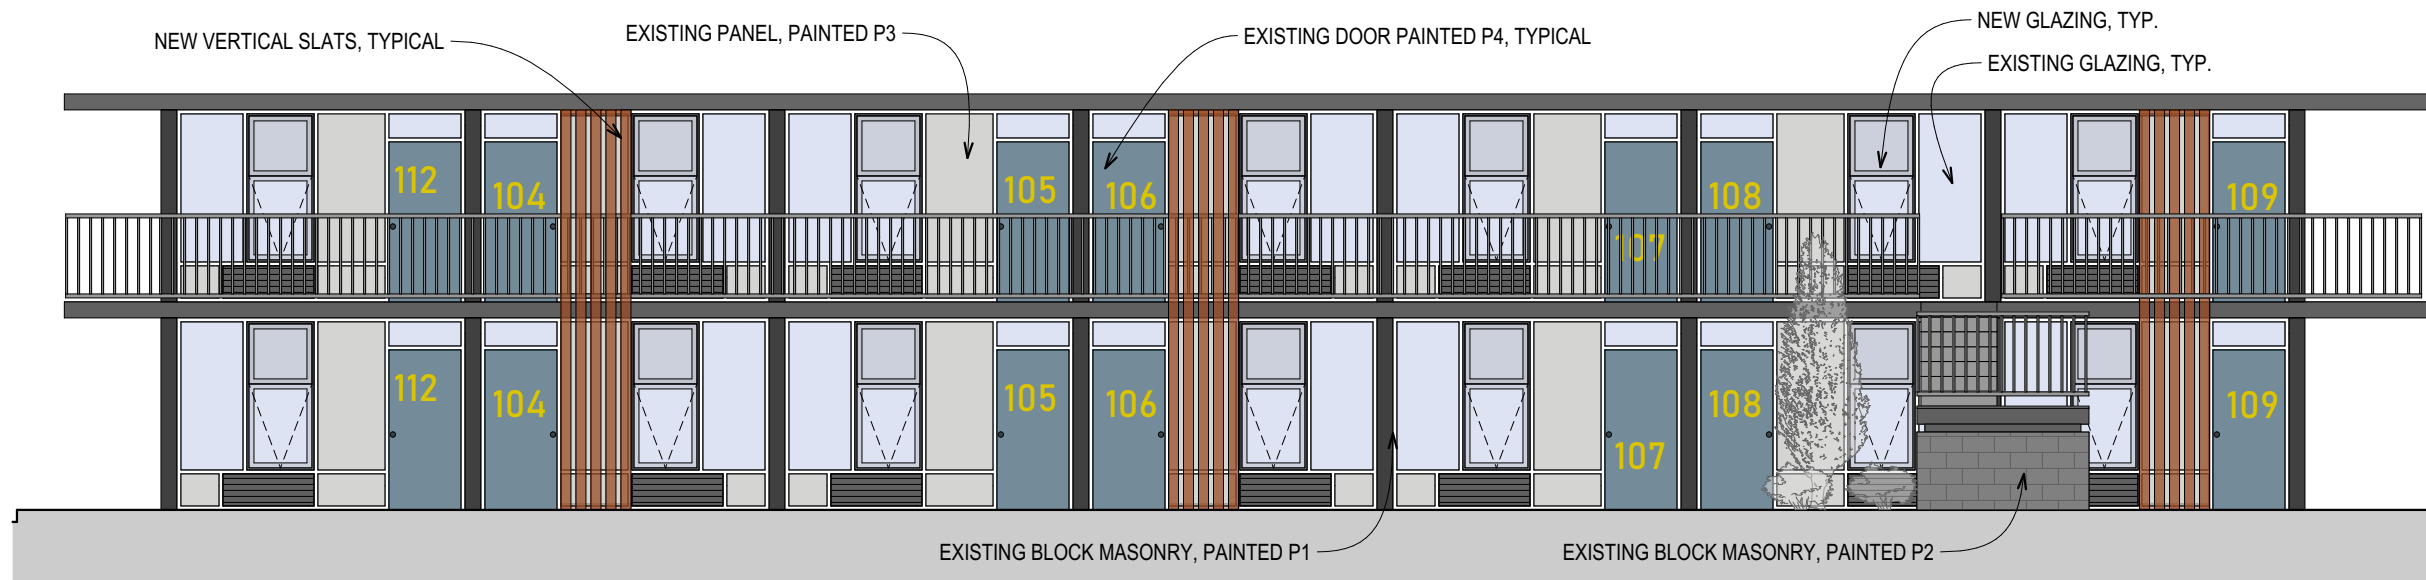 NEW VERTICAL SLATS, TYPICAL
EXISTING PANEL, PAINTED P3
EXISTING DOOR PAINTED P4, TYPICAL
NEW GLAZING, TYP.
EXISTING GLAZING, TYP.
112
104
105
106
107
108
109
112
104
105
106
107
108
109
EXISTING BLOCK MASONRY, PAINTED P1
EXISTING BLOCK MASONRY, PAINTED P2